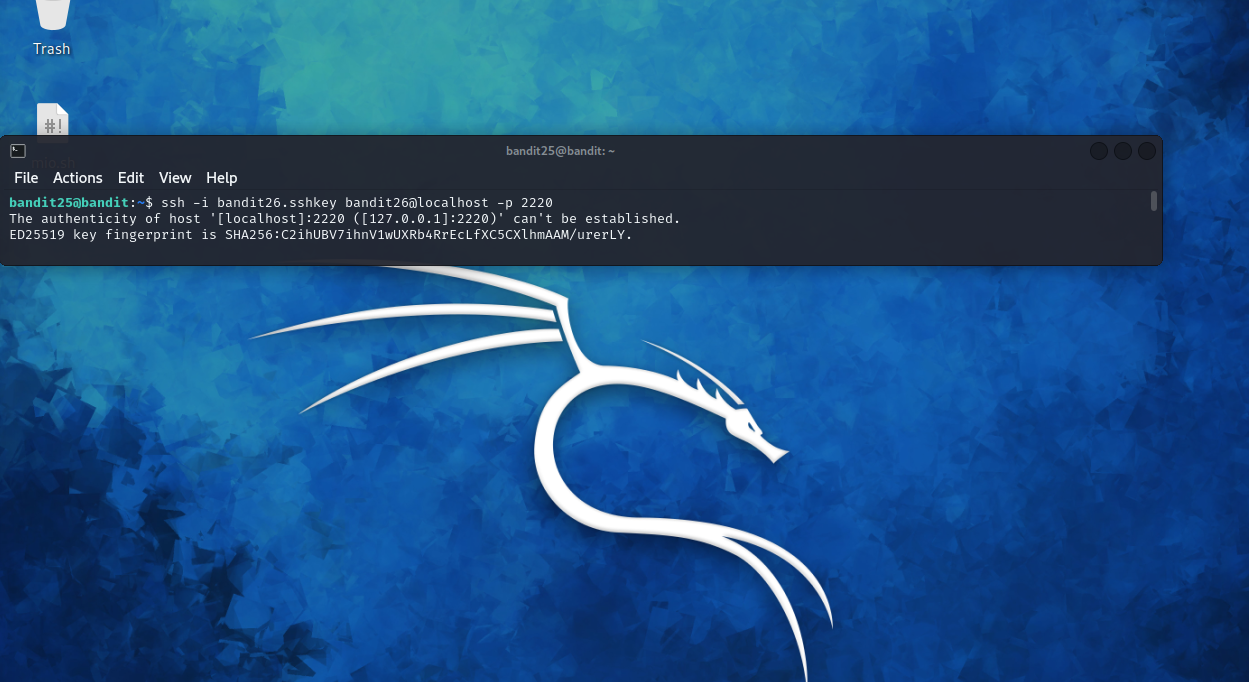 Trash
#!
bandit25@bandit: ~
File Actions Edit View Help
bandit25@bandit:~$ ssh -i bandit26.sshkey bandit26@localhost -p 2220
The authenticity of host '[localhost]:2220 ([127.0.0.1]:2220)' can't be established.
ED25519 key fingerprint is SHA256:C2ihUBV7ihnV1wUXRb4RrEcLfXC5CXlhmAAM/urerLY.